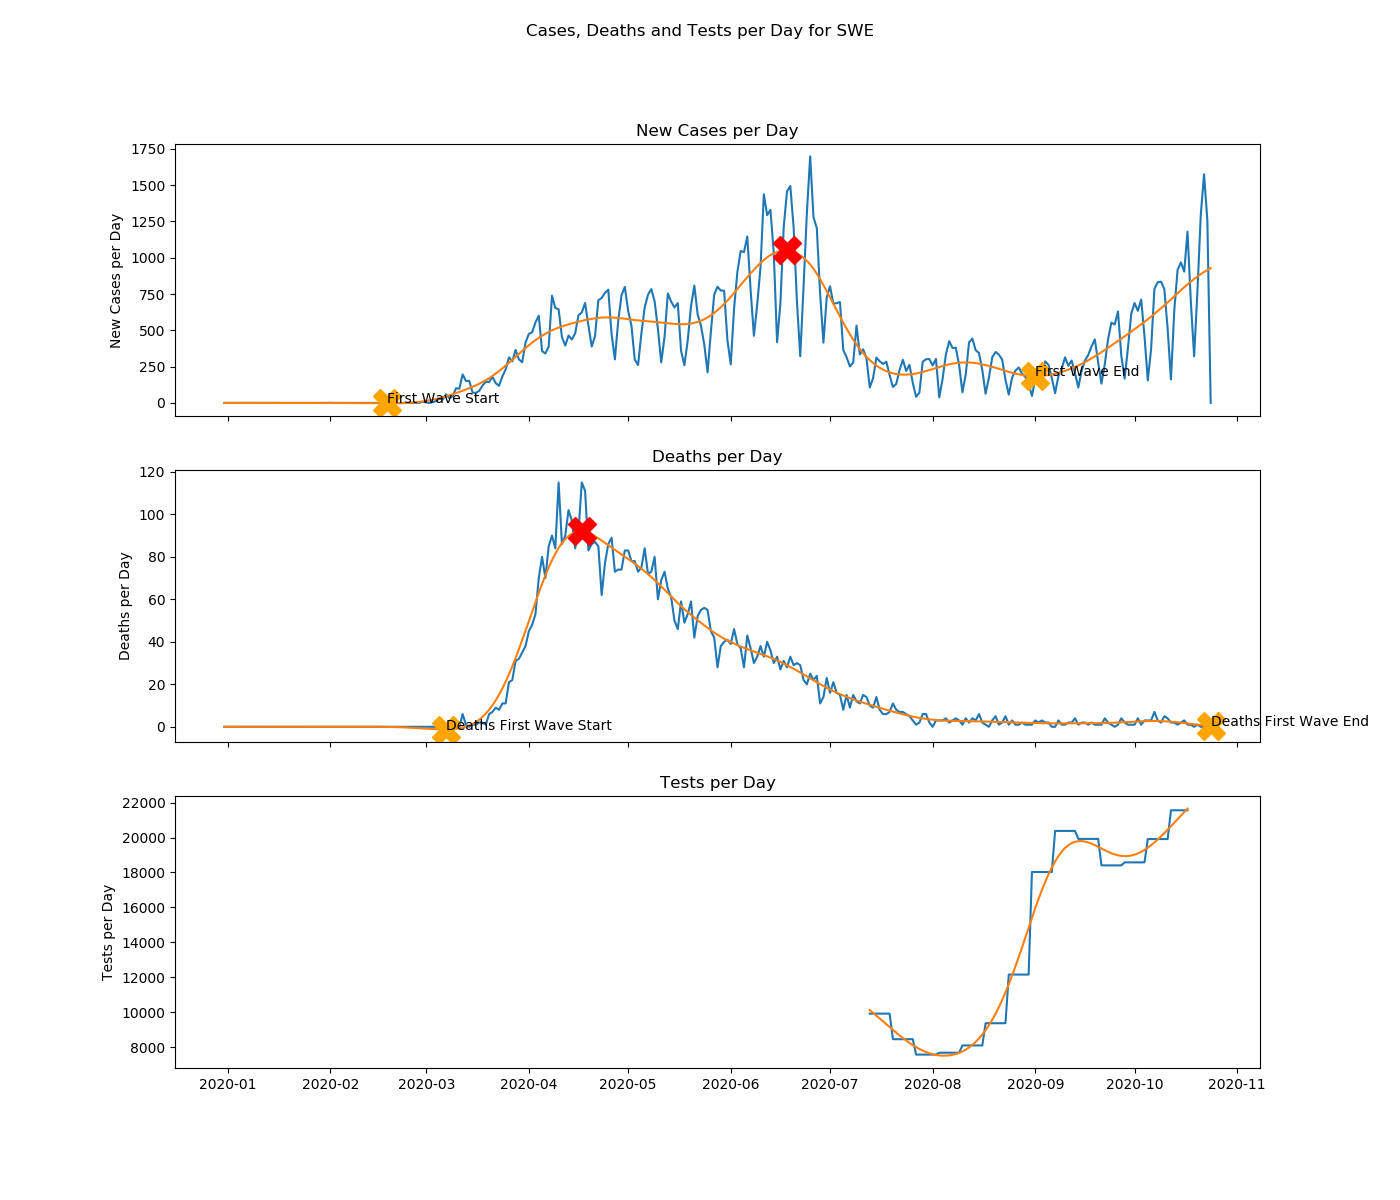 Cases, Deaths and Tests per Day for SWE
New Cases per Day
New Cases per Day
1750
1500
1250
1000
750
500
250
0
First Wave Start
First Wave End
Deaths per Day
Deaths per Day
120
100
80
60
40
20
0
Deaths First Wave Start
Deaths First Wave End
Tests per Day
Tests per Day
22000
20000
18000
16000
14000
12000
10000
8000
2020-01 2020-02 2020-03 2020-04 2020-05 2020-06 2020-07 2020-08 2020-09 2020-10 2020-11